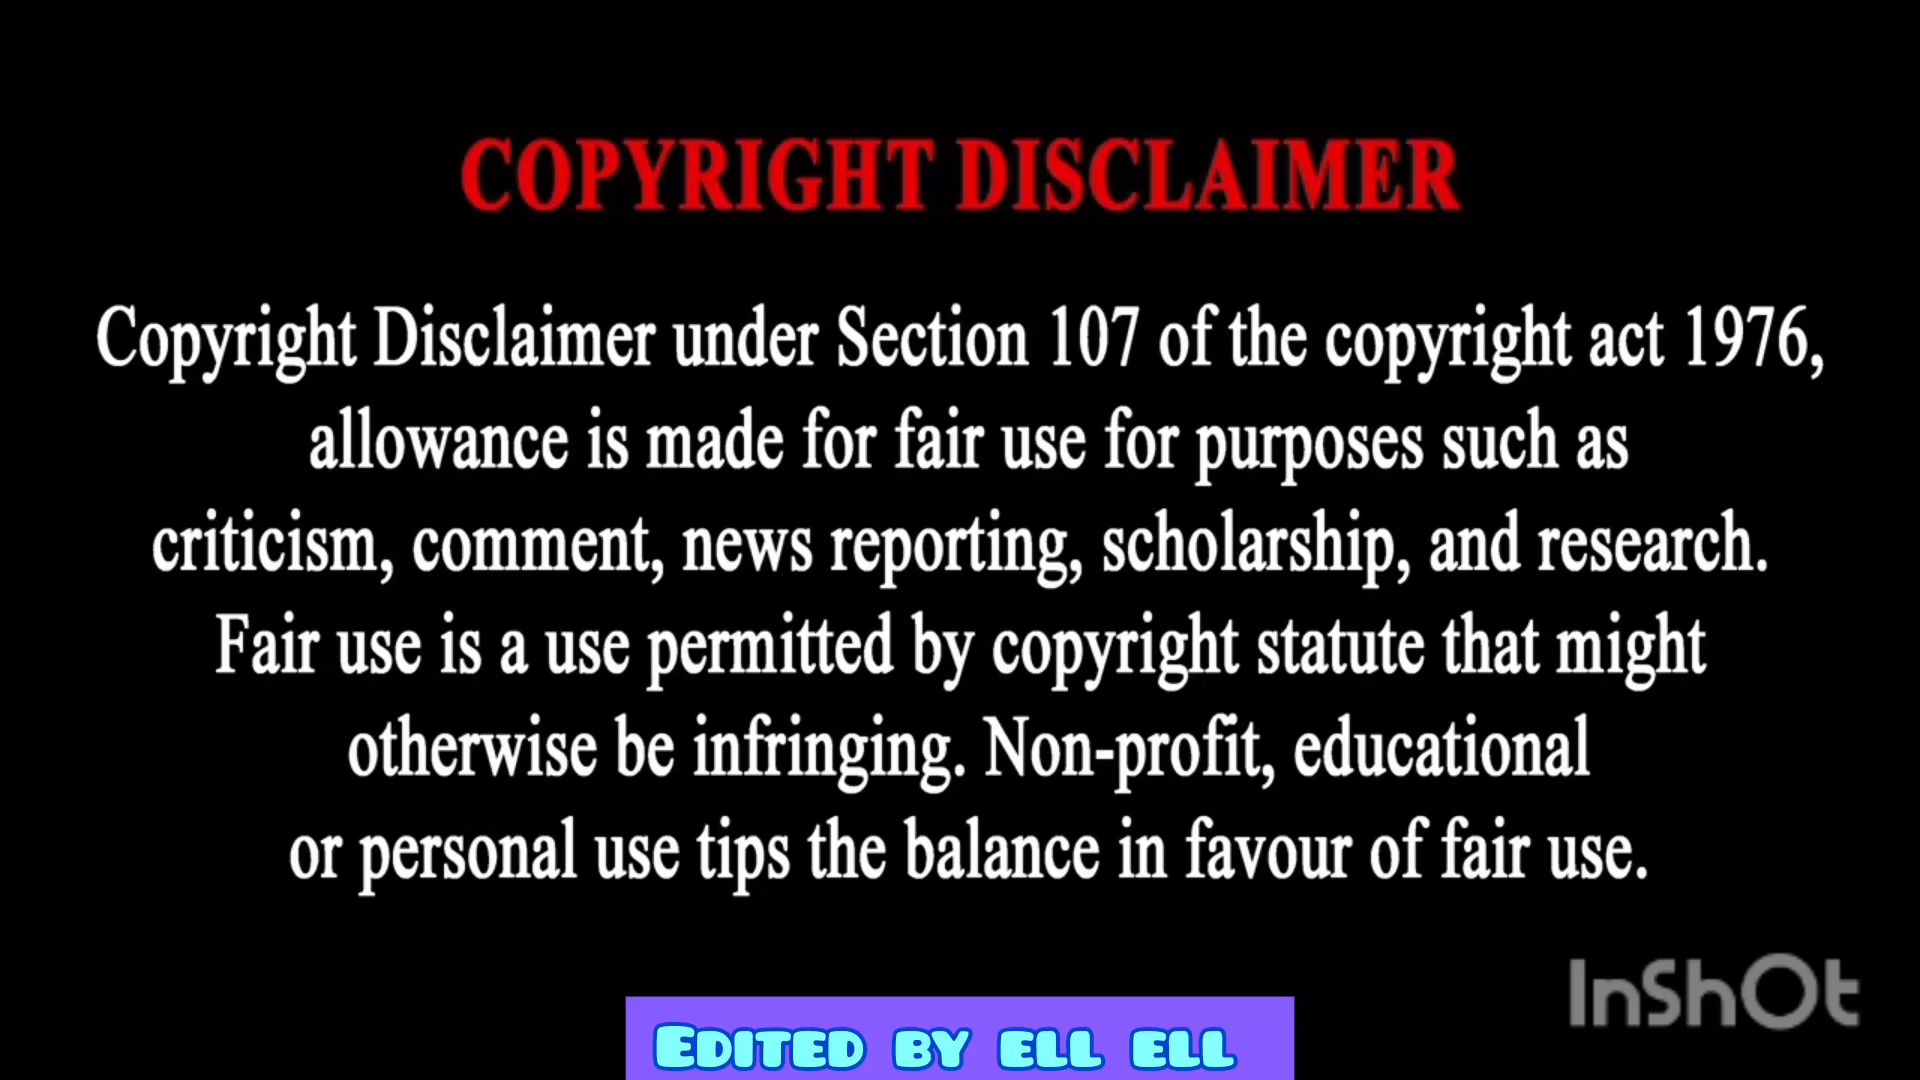 COPYRIGHT DISCLAIMER
Copyright Disclaimer under Section 107 of the copyright act 1976,
allowance is made for fair use for purposes such as
criticism, comment, news reporting, scholarship, and research.
Fair use is a use permitted by copyright statute that might
otherwise be infringing. Non-profit, educational
or personal use tips the balance in favour of fair use.
InShOt
EDITED BY ELL ELL